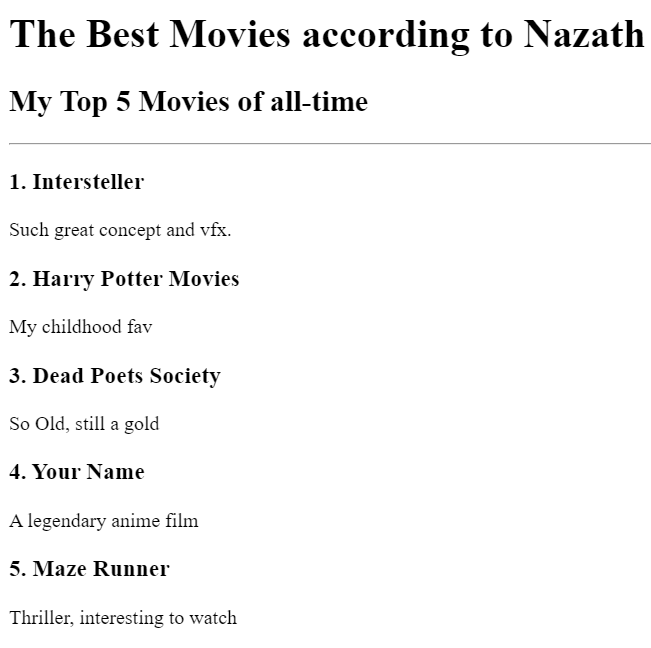 The Best Movies according to Nazath
My Top 5 Movies of all-time
1. Intersteller
Such great concept and vfx.
2. Harry Potter Movies
My childhood fav
3. Dead Poets Society
So Old, still a gold
4. Your Name
A legendary anime film
5. Maze Runner
Thriller, interesting to watch